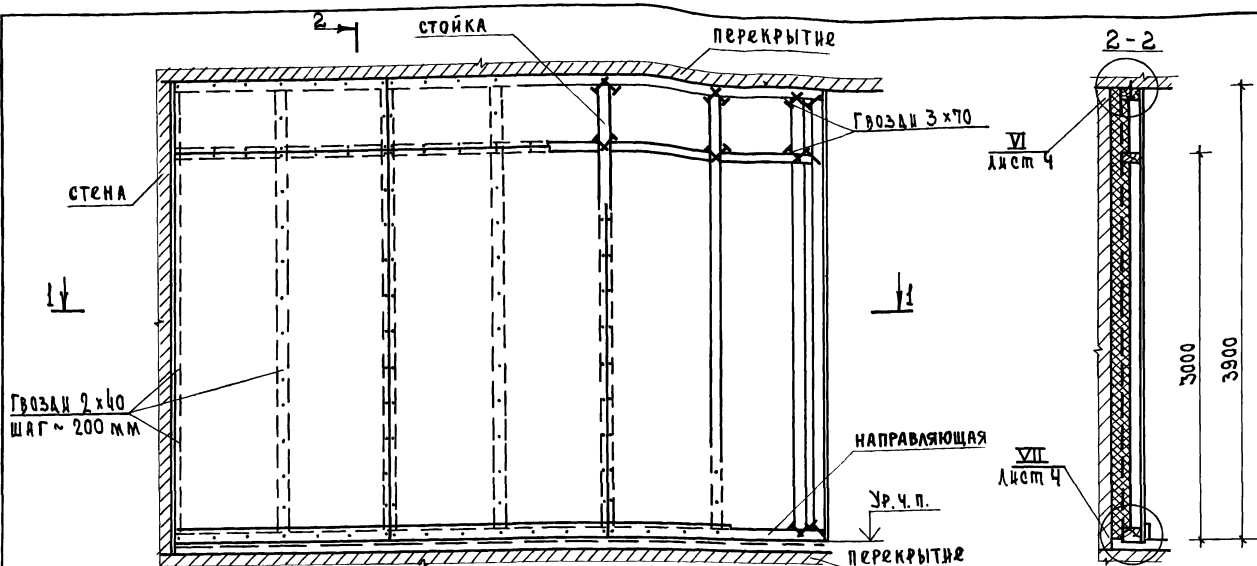 2
СТОЙКА
ПЕРЕКРЫТИЕ
2-2
ГВОЗДИ 3×70
VI
ЛИСТ 4
СТЕНА
1
1
3000
3900
ГВОЗДИ 2×40
ШАГ ~ 200 ММ
НАПРАВЛЯЮЩАЯ
VII
ЛИСТ 4
УР. Ч. П.
ПЕРЕКРЫТИЕ